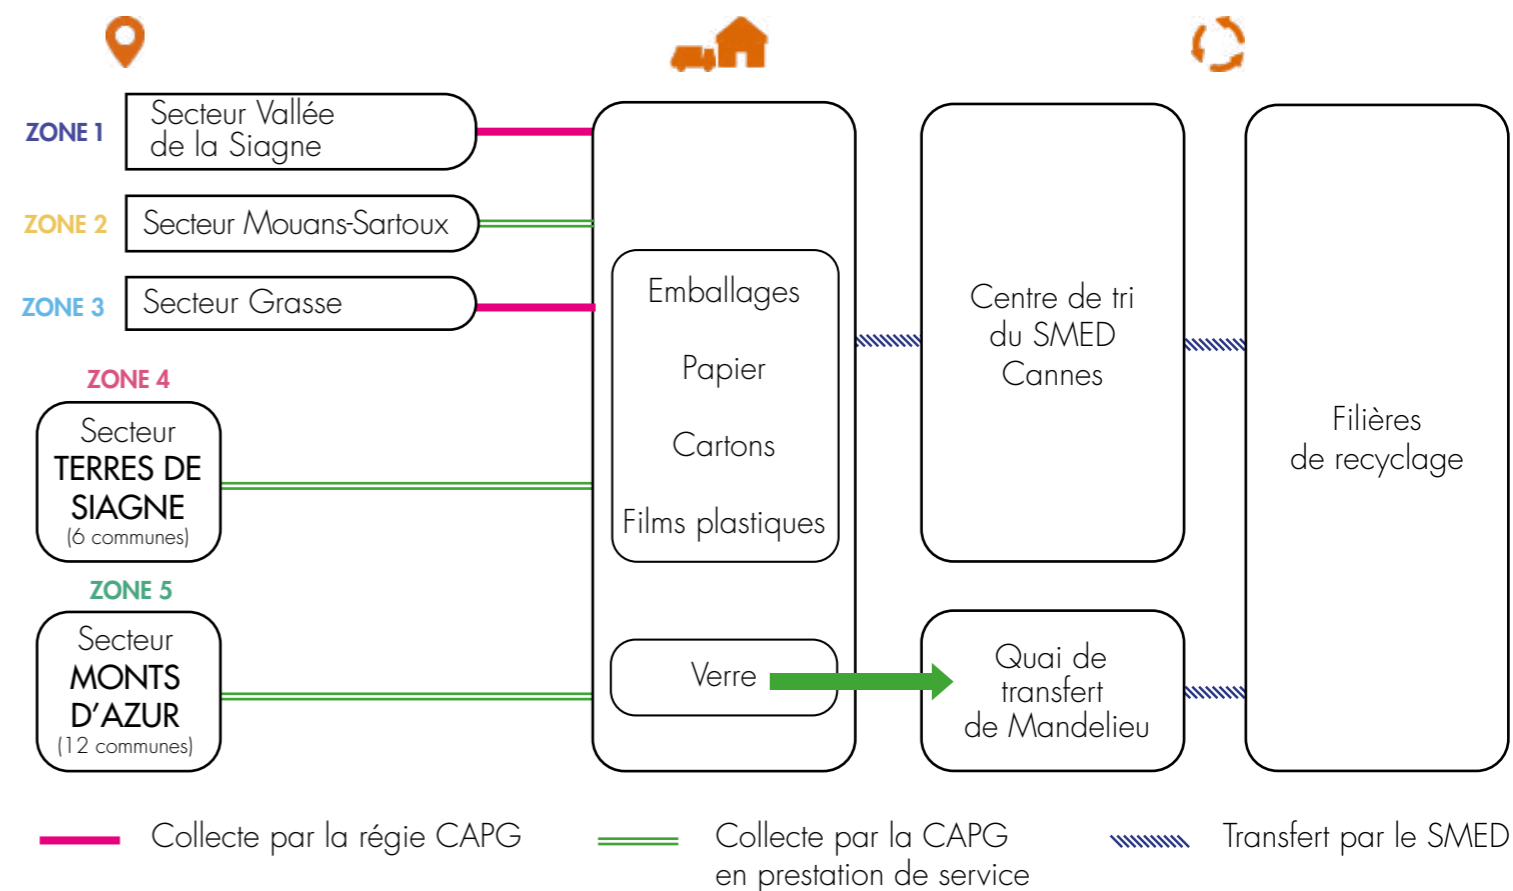 ZONE 1
Secteur Vallée
de la Siagne
ZONE 2
Secteur Mouans-Sartoux
ZONE 3
Secteur Grasse
ZONE 4
Secteur
TERRES DE
SIAGNE
(6 communes)
ZONE 5
Secteur
MONTS
D'AZUR
(12 communes)
Emballages
Papier
Cartons
Films plastiques
Verre
Centre de tri
du SMED
Cannes
Quai de
transfert
de Mandelieu
Filières
de recyclage
Collecte par la régie CAPG
Collecte par la CAPG
en prestation de service
Transfert par le SMED